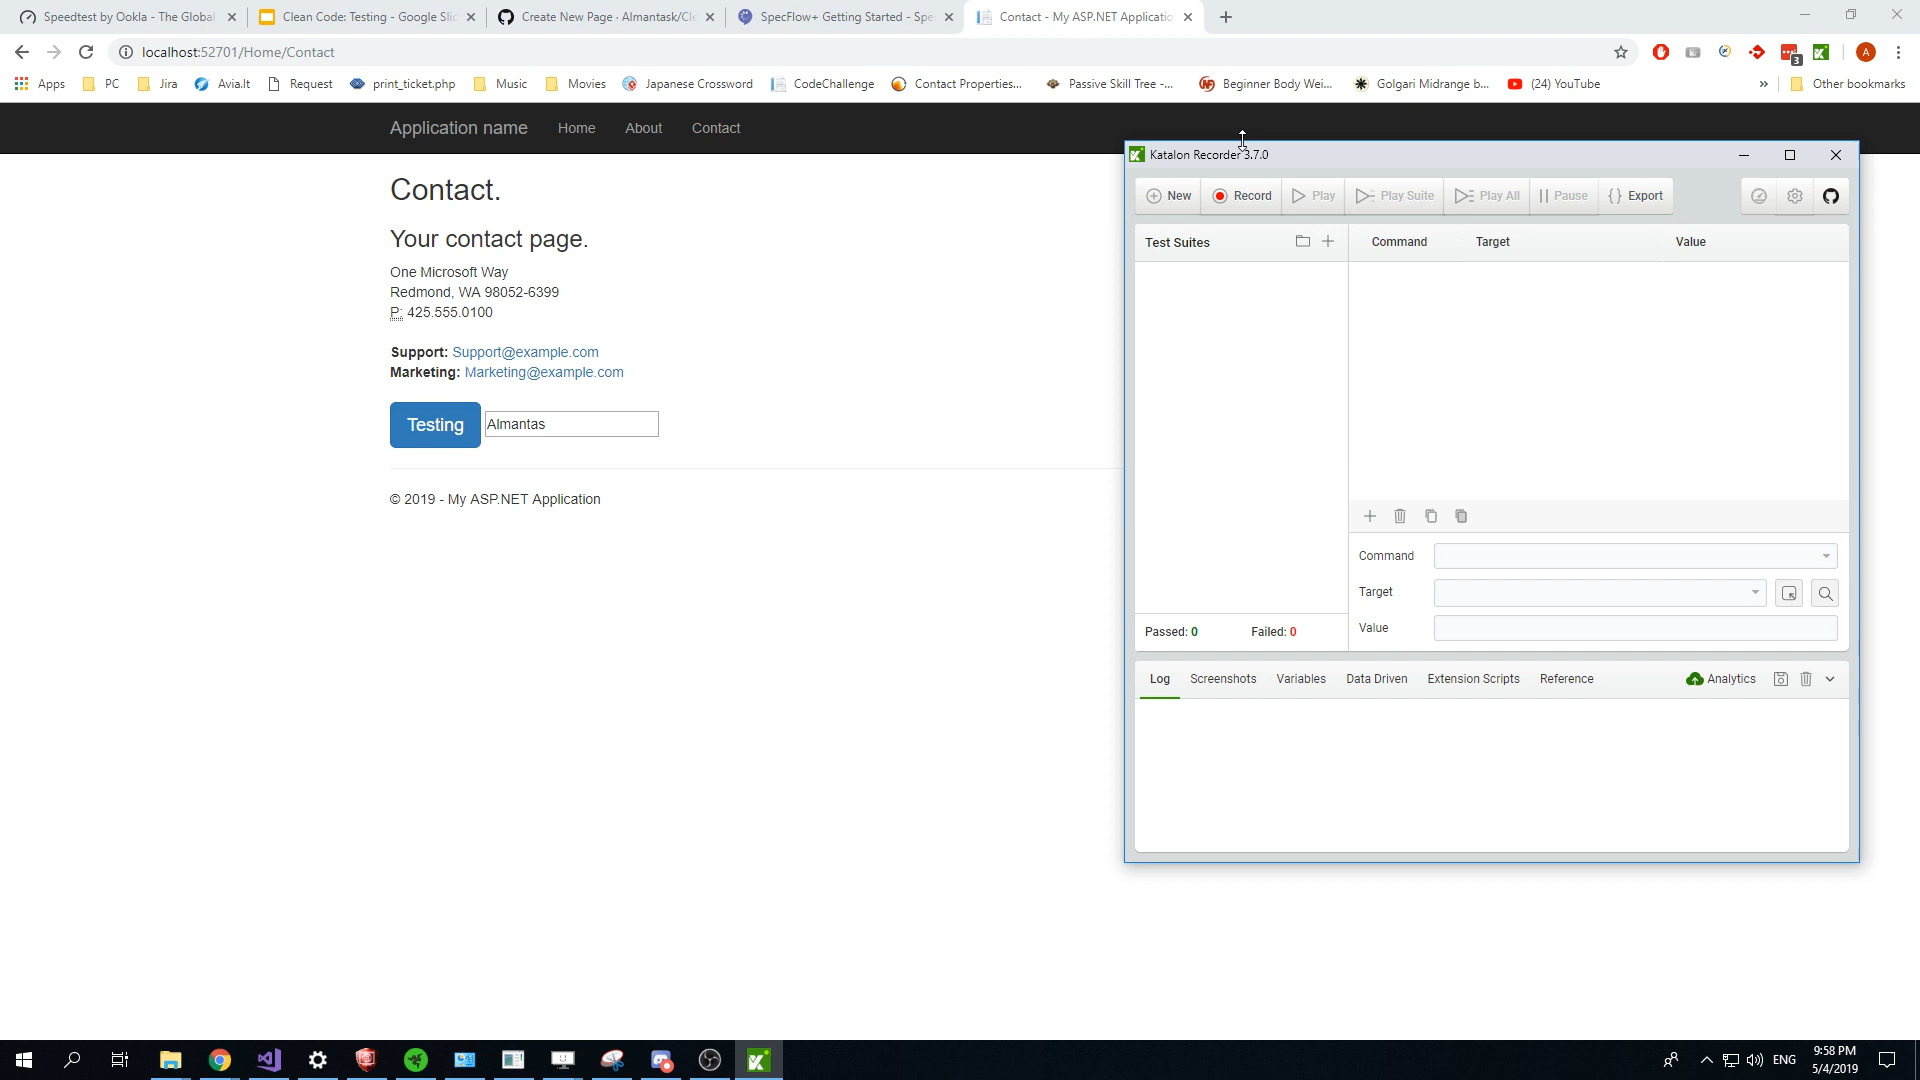 Speedtest by Ookla - The Global
Clean Code: Testing - Google Slid
Create New Page · Almantask/Cle
SpecFlow+ Getting Started - Spe
Contact - My ASP.NET Applicatio
localhost:52701/Home/Contact
3
A
Apps
PC
Jira
Avia.lt
Request
print_ticket.php
Music
Movies
Japanese Crossword
CodeChallenge
Contact Properties...
Passive Skill Tree -...
Beginner Body Wei...
Golgari Midrange b...
(24) YouTube
»
Other bookmarks
Application name
Home
About
Contact
Contact.
Your contact page.
One Microsoft Way
Redmond, WA 98052-6399
P: 425.555.0100
Support: Support@example.com
Marketing: Marketing@example.com
Testing
Almantas
© 2019 - My ASP.NET Application
Katalon Recorder 3.7.0
New
Record
Play
Play Suite
Play All
Pause
Export
Test Suites
Command
Target
Value
Command
Target
Value
Passed: 0
Failed: 0
Log
Screenshots
Variables
Data Driven
Extension Scripts
Reference
Analytics
ENG
9:58 PM
5/4/2019